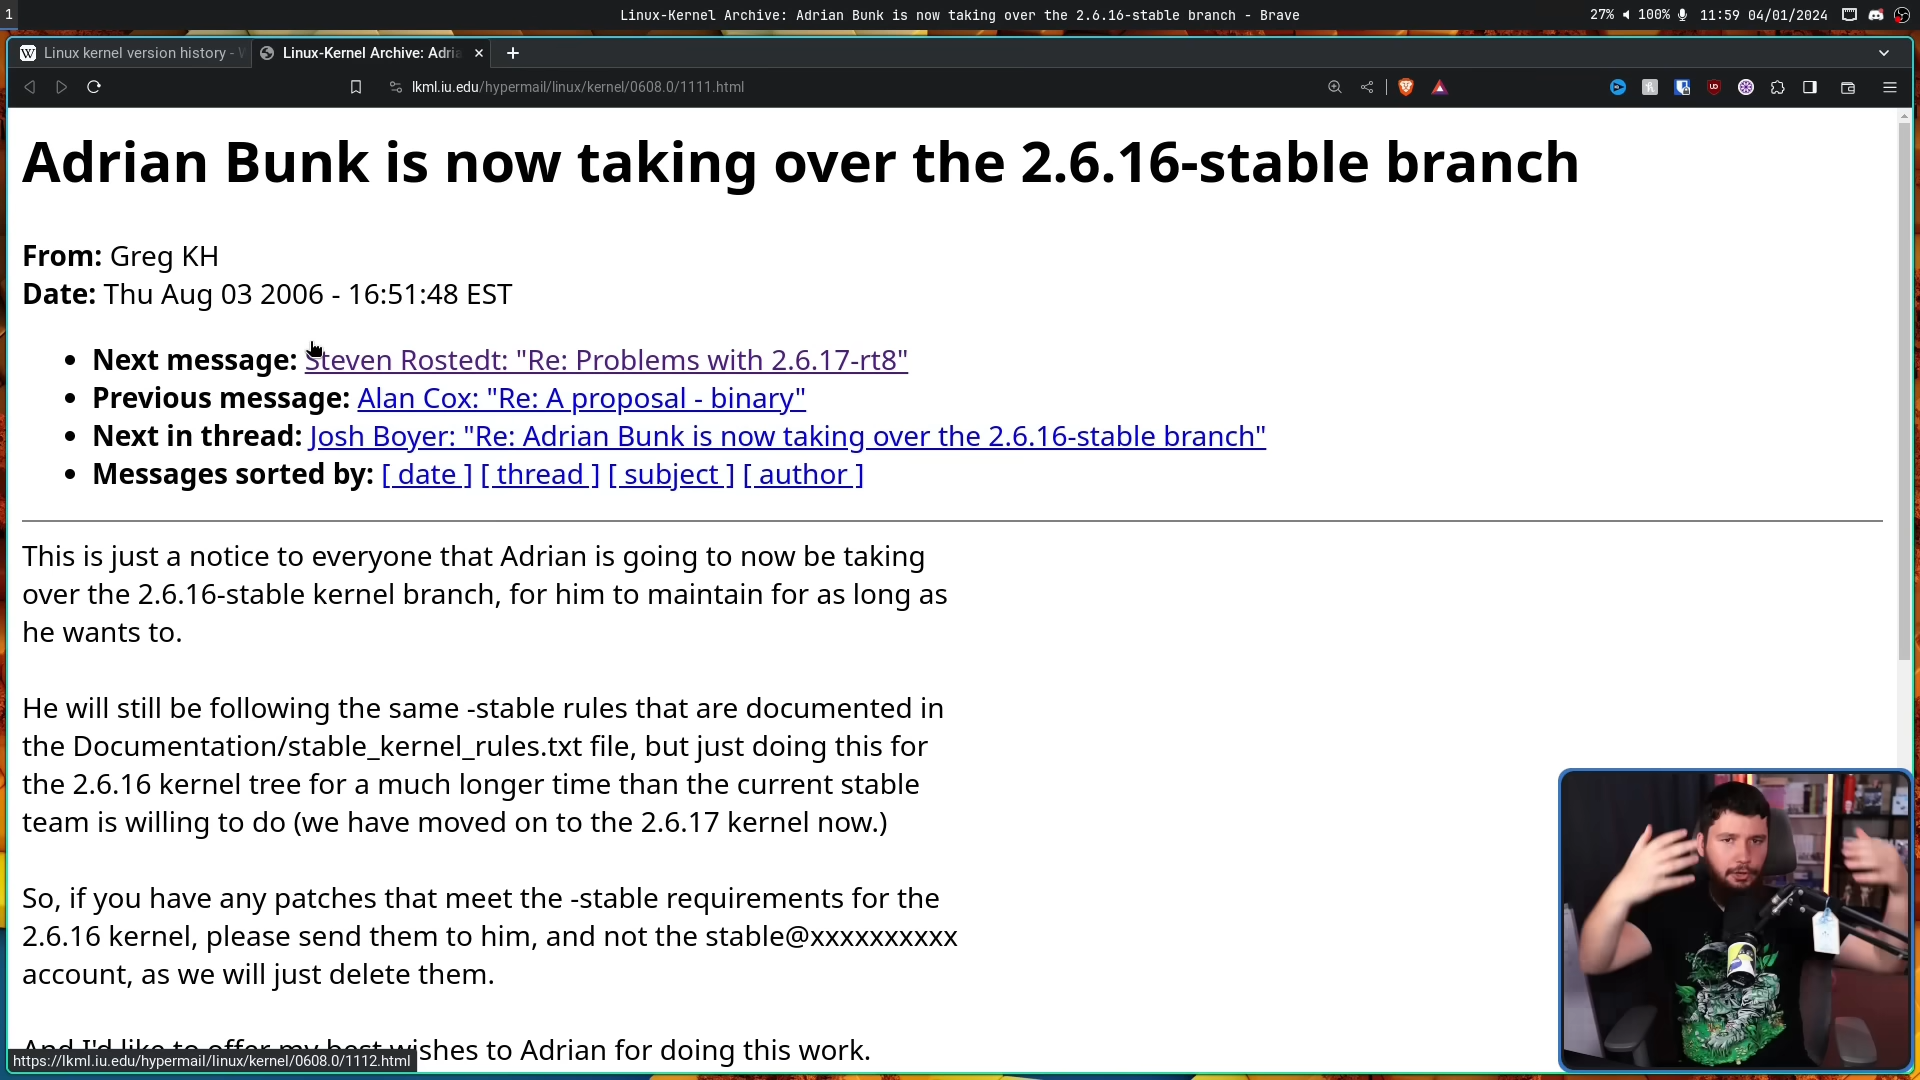 1
Linux-Kernel Archive: Adrian Bunk is now taking over the 2.6.16-stable branch - Brave
27% 100% 11:59 04/01/2024
Linux kernel version history -
Linux-Kernel Archive: Adria
lkml.iu.edu/hypermail/linux/kernel/0608.0/1111.html
Adrian Bunk is now taking over the 2.6.16-stable branch
From: Greg KH
Date: Thu Aug 03 2006 - 16:51:48 EST
• Next message: Steven Rostedt: "Re: Problems with 2.6.17-rt8"
• Previous message: Alan Cox: "Re: A proposal - binary"
• Next in thread: Josh Boyer: "Re: Adrian Bunk is now taking over the 2.6.16-stable branch"
• Messages sorted by: [ date ] [ thread ] [ subject ] [ author ]
This is just a notice to everyone that Adrian is going to now be taking
over the 2.6.16-stable kernel branch, for him to maintain for as long as
he wants to.
He will still be following the same -stable rules that are documented in
the Documentation/stable_kernel_rules.txt file, but just doing this for
the 2.6.16 kernel tree for a much longer time than the current stable
team is willing to do (we have moved on to the 2.6.17 kernel now.)
So, if you have any patches that meet the -stable requirements for the
2.6.16 kernel, please send them to him, and not the stable@xxxxxxxxxx
account, as we will just delete them.
And I'd like to offer my best wishes to Adrian for doing this work.
https://lkml.iu.edu/hypermail/linux/kernel/0608.0/1112.html